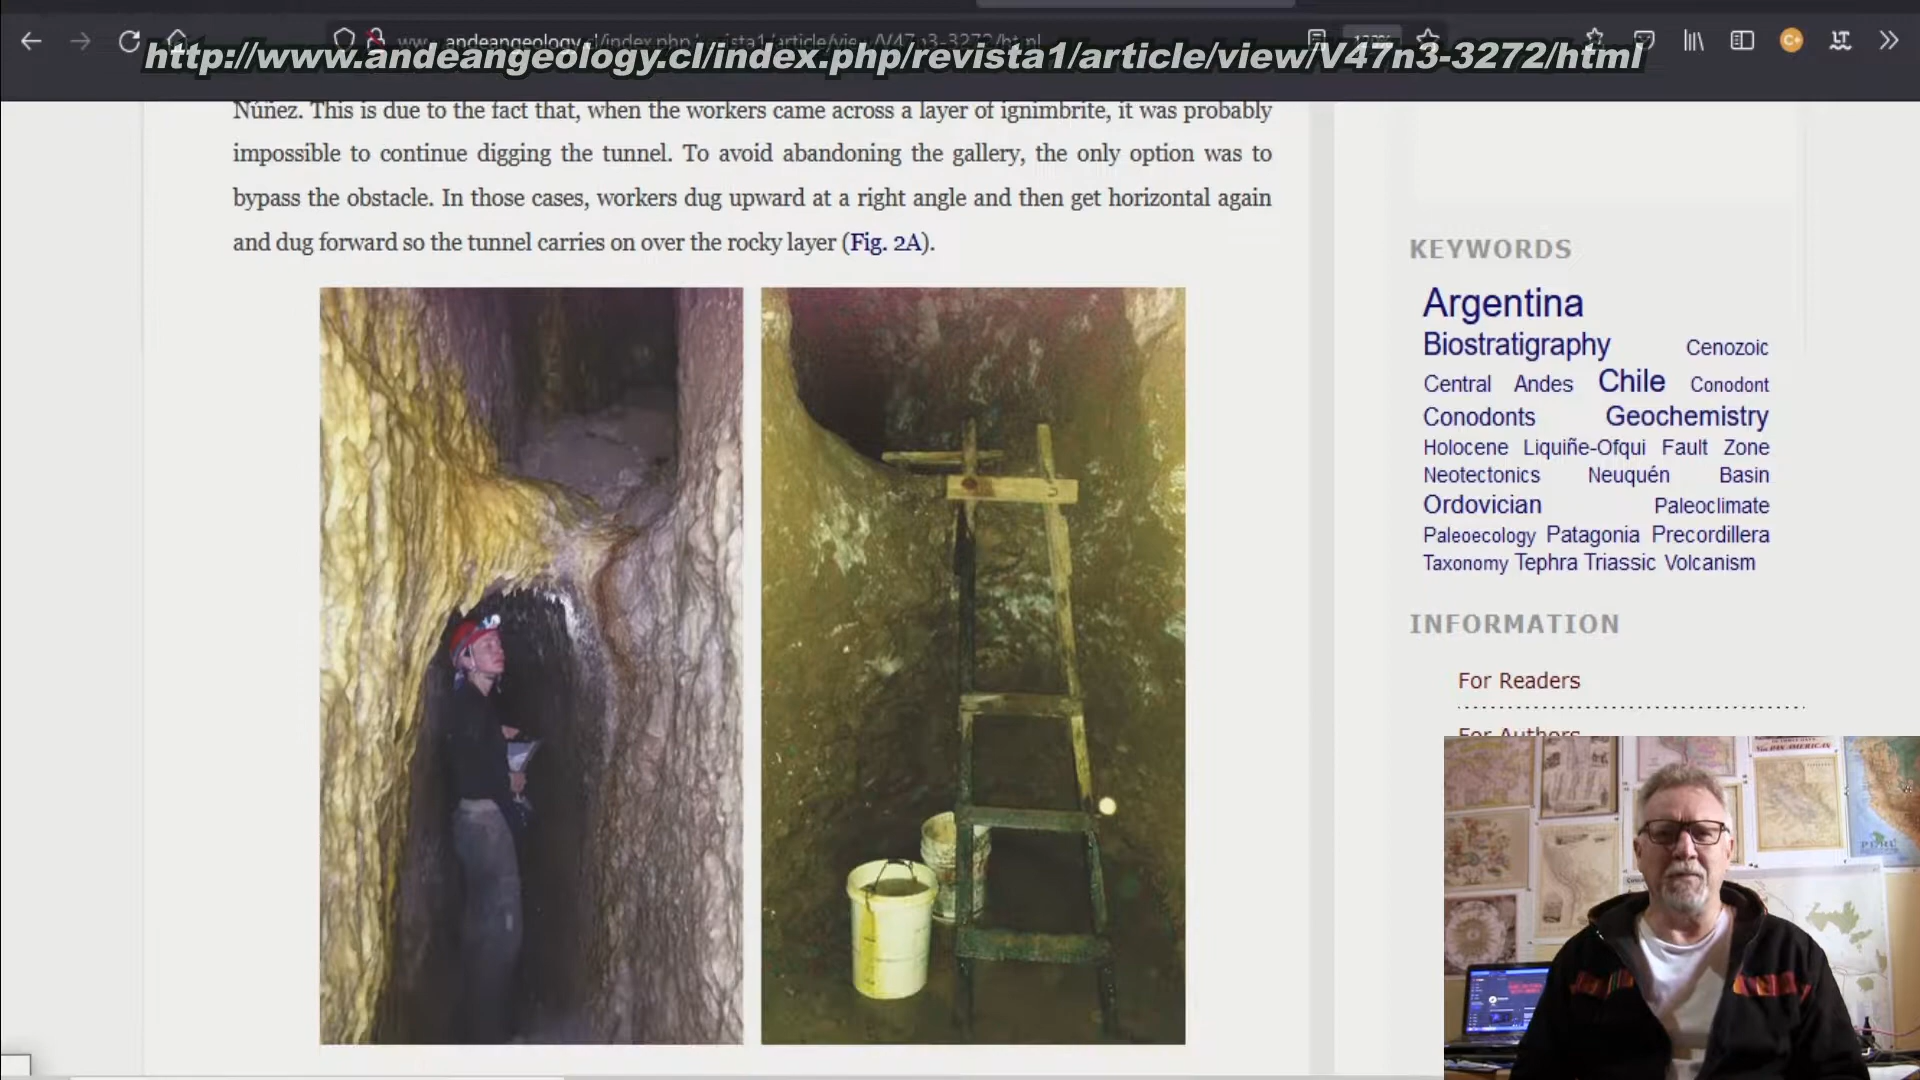 http://www.andeangeology.cl/index.php/revista1/article/view/V47n3-3272/html
Núñez. This is due to the fact that, when the workers came across a layer of ignimbrite, it was probably
impossible to continue digging the tunnel. To avoid abandoning the gallery, the only option was to
bypass the obstacle. In those cases, workers dug upward at a right angle and then get horizontal again
and dug forward so the tunnel carries on over the rocky layer (Fig. 2A).
KEYWORDS
Argentina
Biostratigraphy Cenozoic
Central Andes Chile Conodont
Conodonts Geochemistry
Holocene Liquiñe-Ofqui Fault Zone
Neotectonics Neuquén Basin
Ordovician Paleoclimate
Paleoecology Patagonia Precordillera
Taxonomy Tephra Triassic Volcanism
INFORMATION
For Readers
For Authors
PERU